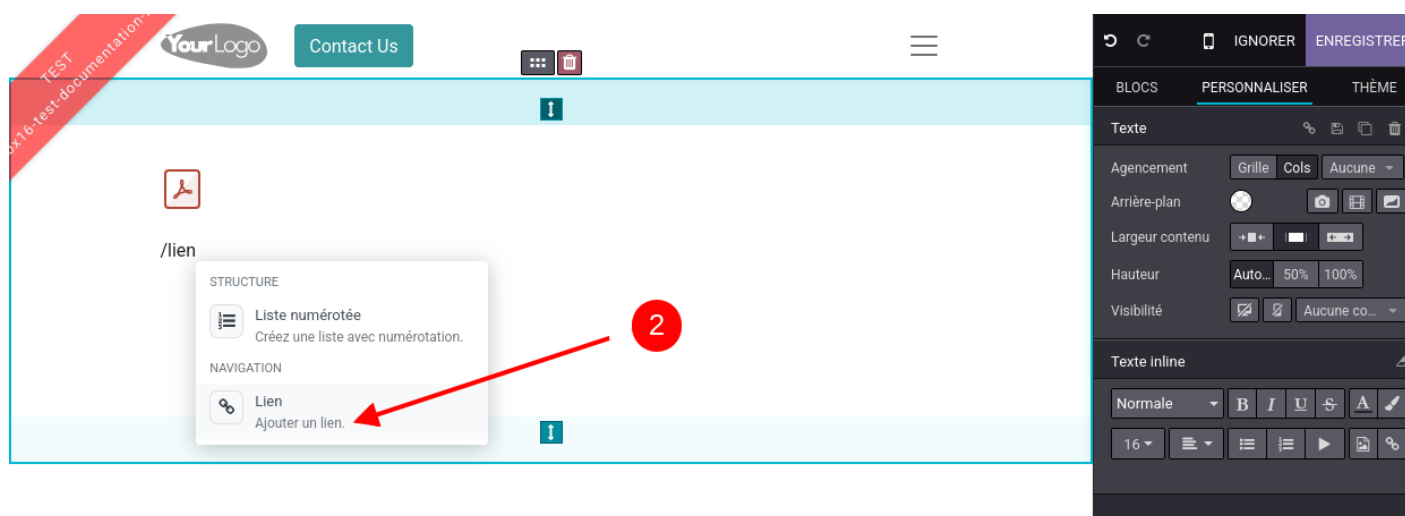 TEST
ox16-test-documentation-
YourLogo
Contact Us
IGNORER
ENREGISTRER
BLOCS
PERSONNALISER
THÈME
Texte
Agencement
Grille
Cols
Aucune
Arrière-plan
Largeur contenu
Hauteur
Auto...
50%
100%
Visibilité
Aucune co...
Texte inline
Normale
B
I
U
S
A
16
/lien
STRUCTURE
Liste numérotée
Créez une liste avec numérotation.
NAVIGATION
Lien
Ajouter un lien.
2